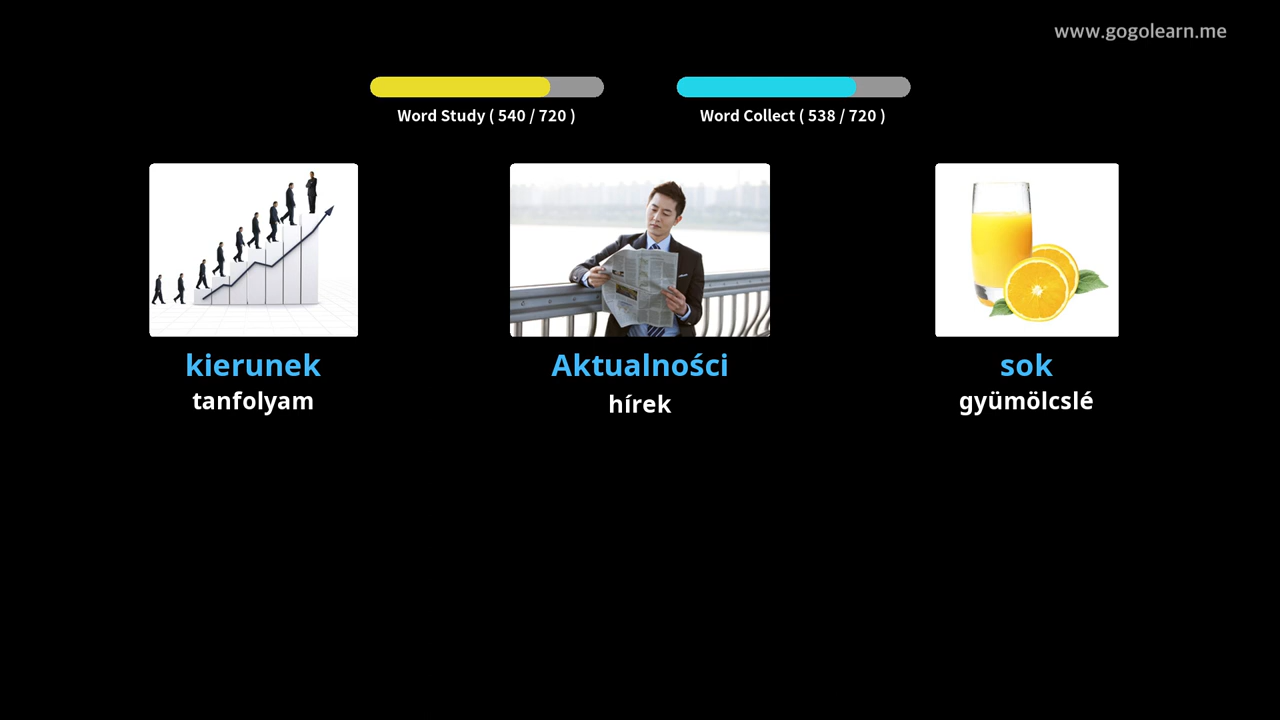 www.gogolearn.me
Word Study ( 540 / 720 )
Word Collect ( 538 / 720 )
kierunek
tanfolyam
Aktualności
hírek
sok
gyümölcslé